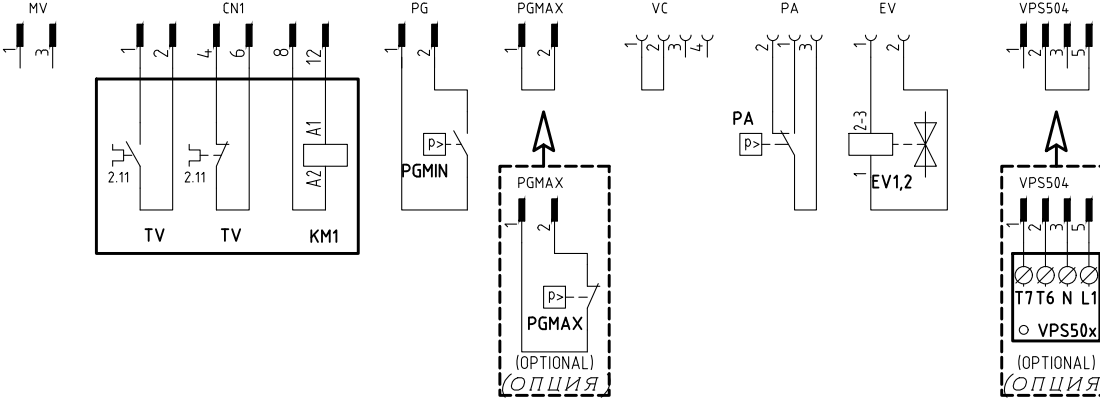 MV CN1 PG PGMAX VC PA EV VPS504
1 3 1 2 4 6 8 12 1 2 1 2 1 2 3 4 2 1 3 1 2 1 2 3 5
A1 2-3
PA
p> p>
2.11 2.11 PGMIN A2 1 EV1,2
PGMAX VPS504
1 2 1 2 3 5
TV TV KM1
p>
T7 T6 N L1
PGMAX
VPS50x
(OPTIONAL) (OPTIONAL)
(ОПЦИЯ) (ОПЦИЯ)